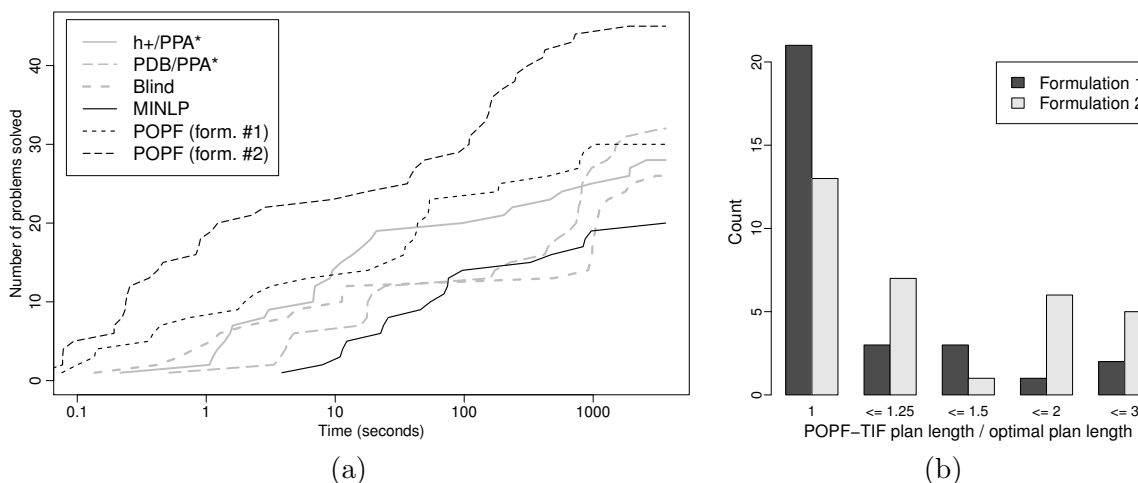 h+/PPA*
PDB/PPA*
Blind
MINLP
POPF (form. #1)
POPF (form. #2)
Number of problems solved
0 10 20 30 40
0.1 1 10 100 1000
Time (seconds)
(a)
Formulation 1
Formulation 2
Count
0 5 10 15 20
1 <= 1.25 <= 1.5 <= 2 <= 3
POPF−TIF plan length / optimal plan length
(b)